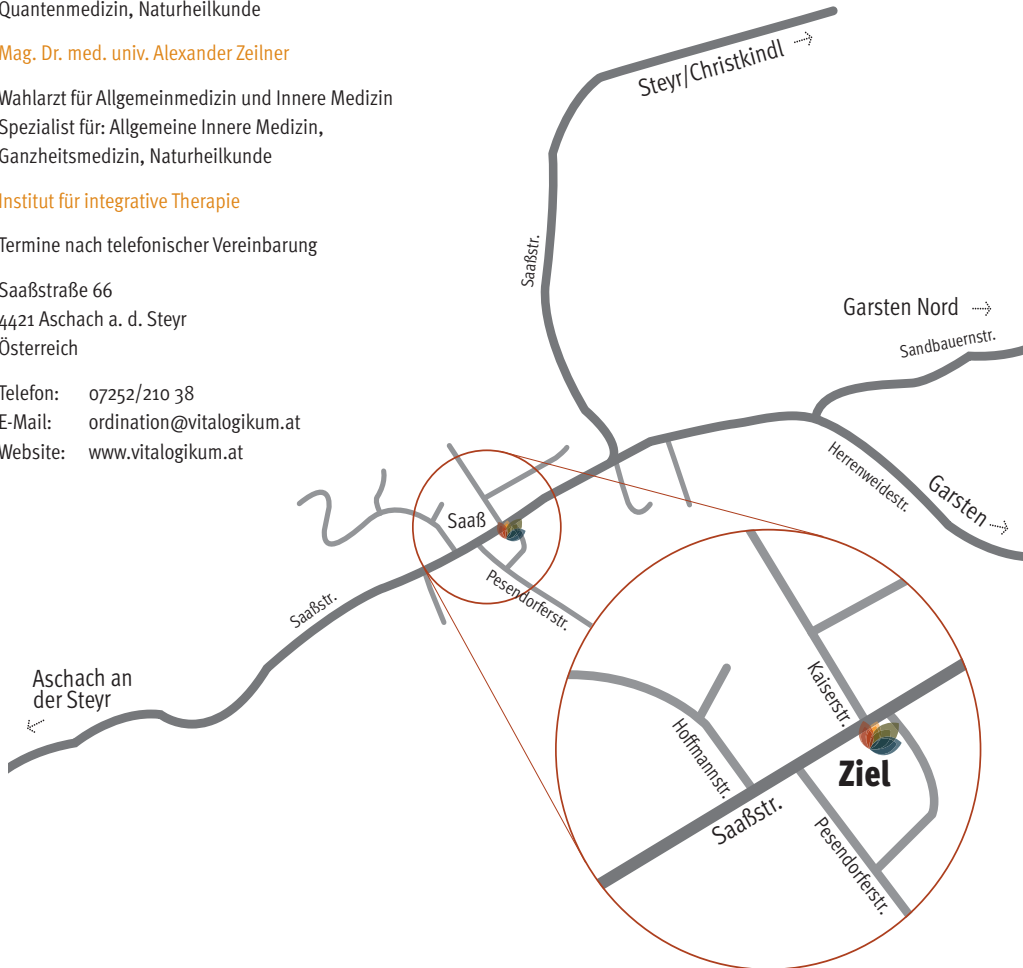 Quantenmedizin, Naturheilkunde
Mag. Dr. med. univ. Alexander Zeilner
Wahlarzt für Allgemeinmedizin und Innere Medizin
Spezialist für: Allgemeine Innere Medizin,
Ganzheitsmedizin, Naturheilkunde
Institut für integrative Therapie
Termine nach telefonischer Vereinbarung
Saaßstraße 66
4421 Aschach a. d. Steyr
Österreich
Telefon: 07252/210 38
E-Mail: ordination@vitalogikum.at
Website: www.vitalogikum.at
Steyr/Christkindl
Saaßstr.
Garsten Nord
Sandbauernstr.
Herrenweidestr.
Garsten
Saaß
Pesendorferstr.
Saaßstr.
Aschach an
der Steyr
Kaiserstr.
Hoffmannstr.
Ziel
Saaßstr.
Pesendorferstr.